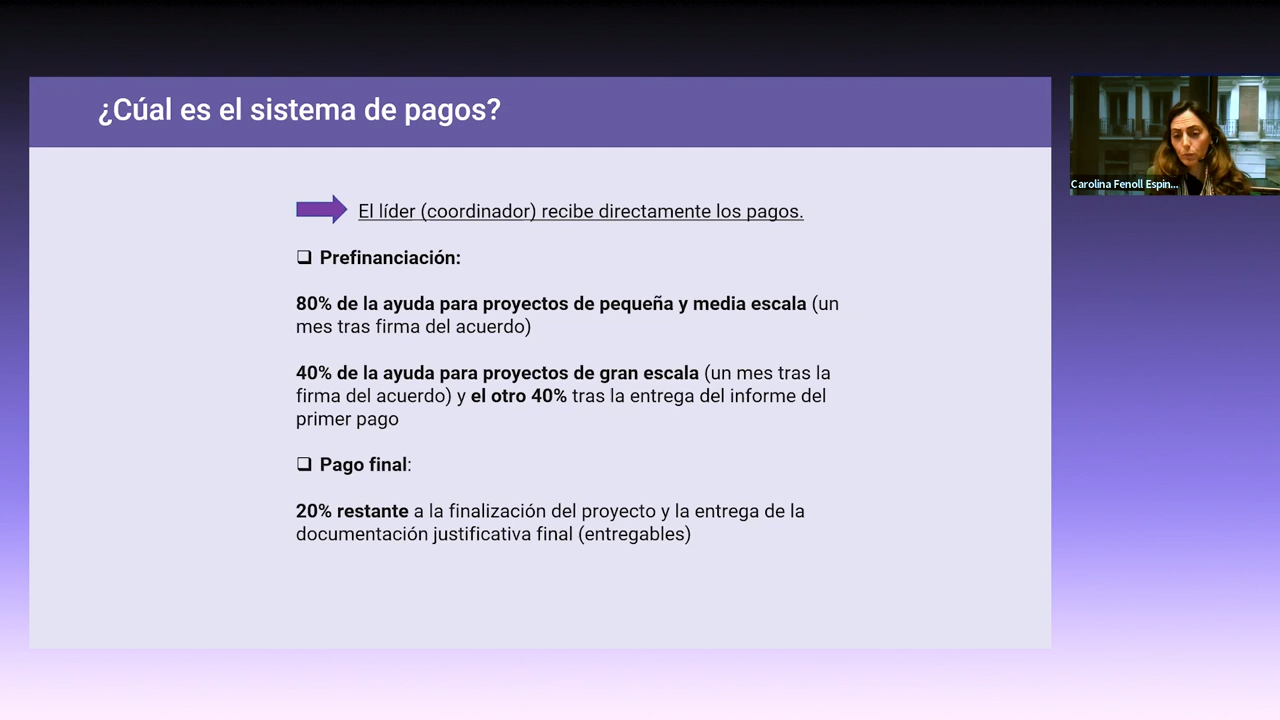 ¿Cúal es el sistema de pagos?
El líder (coordinador) recibe directamente los pagos.
Prefinanciación:
80% de la ayuda para proyectos de pequeña y media escala (un
mes tras firma del acuerdo)
40% de la ayuda para proyectos de gran escala (un mes tras la
firma del acuerdo) y el otro 40% tras la entrega del informe del
primer pago
Pago final:
20% restante a la finalización del proyecto y la entrega de la
documentación justificativa final (entregables)
Carolina Fenoll Espin...